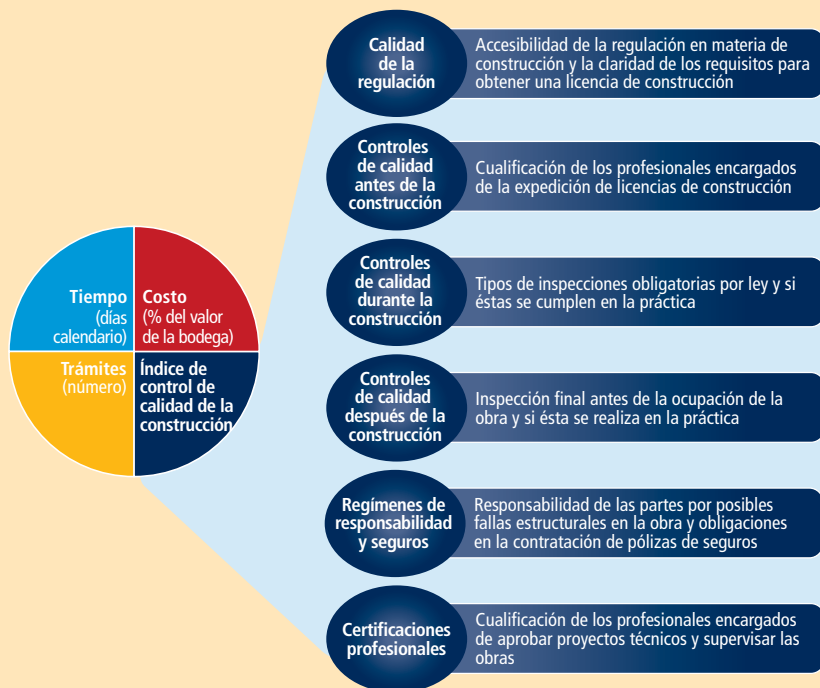 Tiempo
(días
calendario)
Costo
(% del valor
de la bodega)
Trámites
(número)
Índice de
control de
calidad de la
construcción
Calidad
de la
regulación
Accesibilidad de la regulación en materia de
construcción y la claridad de los requisitos para
obtener una licencia de construcción
Controles
de calidad
antes de la
construcción
Cualificación de los profesionales encargados
de la expedición de licencias de construcción
Controles
de calidad
durante la
construcción
Tipos de inspecciones obligatorias por ley y si
éstas se cumplen en la práctica
Controles
de calidad
después de la
construcción
Inspección final antes de la ocupación de la
obra y si ésta se realiza en la práctica
Regímenes de
responsabilidad
y seguros
Responsabilidad de las partes por posibles
fallas estructurales en la obra y obligaciones
en la contratación de pólizas de seguros
Certificaciones
profesionales
Cualificación de los profesionales encargados
de aprobar proyectos técnicos y supervisar las
obras